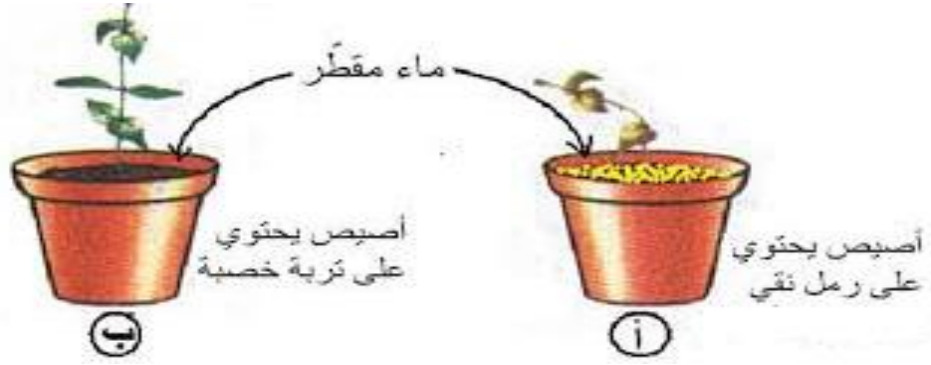 ماء مقطّر
أصيص يحتوي
على رمل نقي
أ
أصيص يحتوي
على تربة خصبة
ب